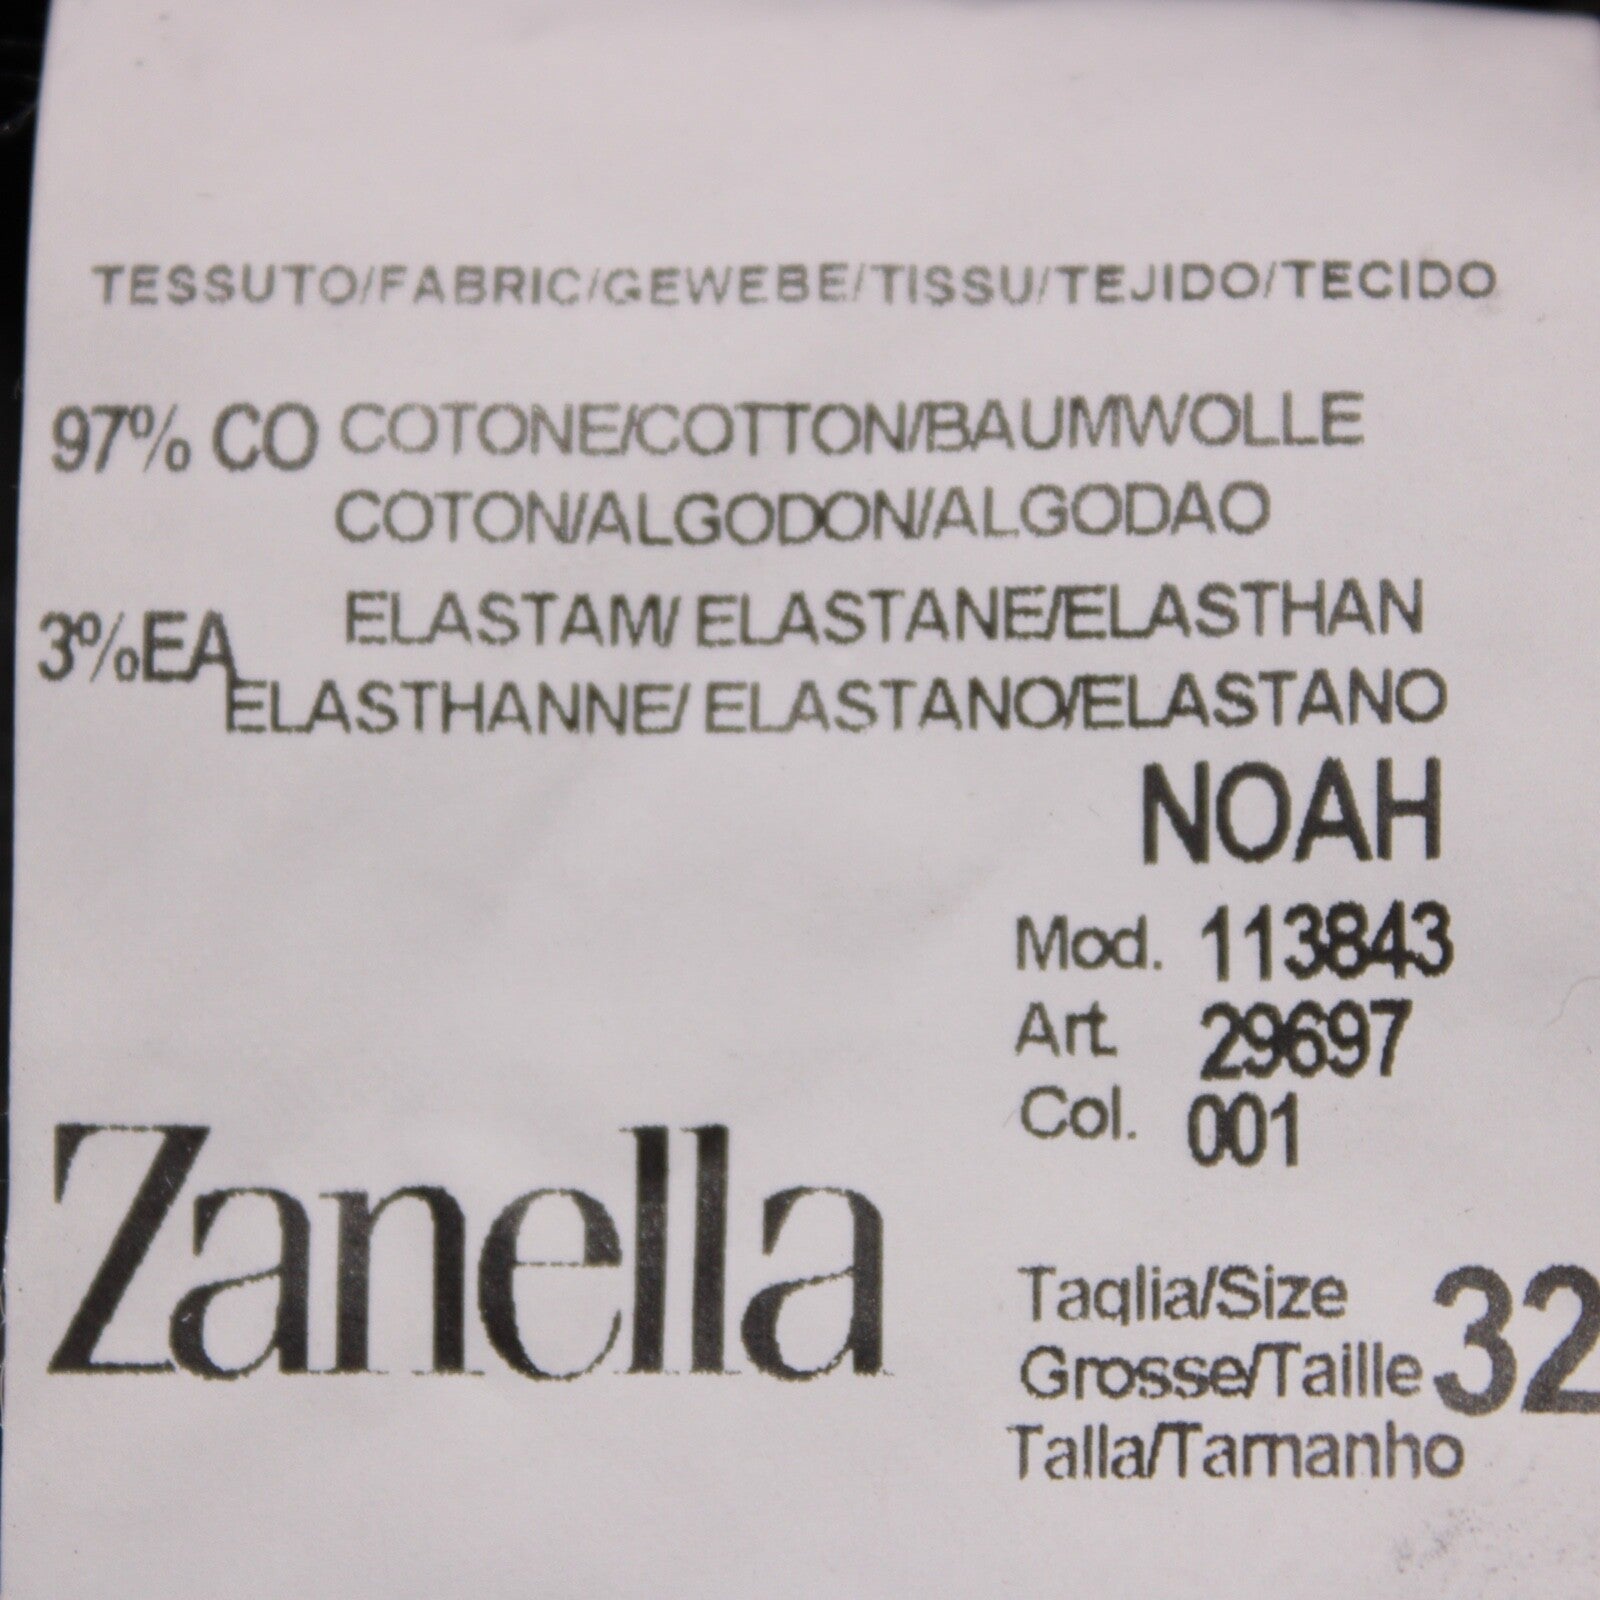 TESSUTO/FABRIC/GEWEBE/TISSU/TEJIDO/TECIDO
97% CO COTONE/COTTON/BAUMWOLLE
COTON/ALGODON/ALGODAO
3%EA ELASTAM/ ELASTANE/ELASTHAN
ELASTHANNE/ ELASTANO/ELASTANO
NOAH
Mod. 113843
Art. 29697
Col. 001
Zanella
Taglia/Size
Grosse/Taille 32
Talla/Tamanho